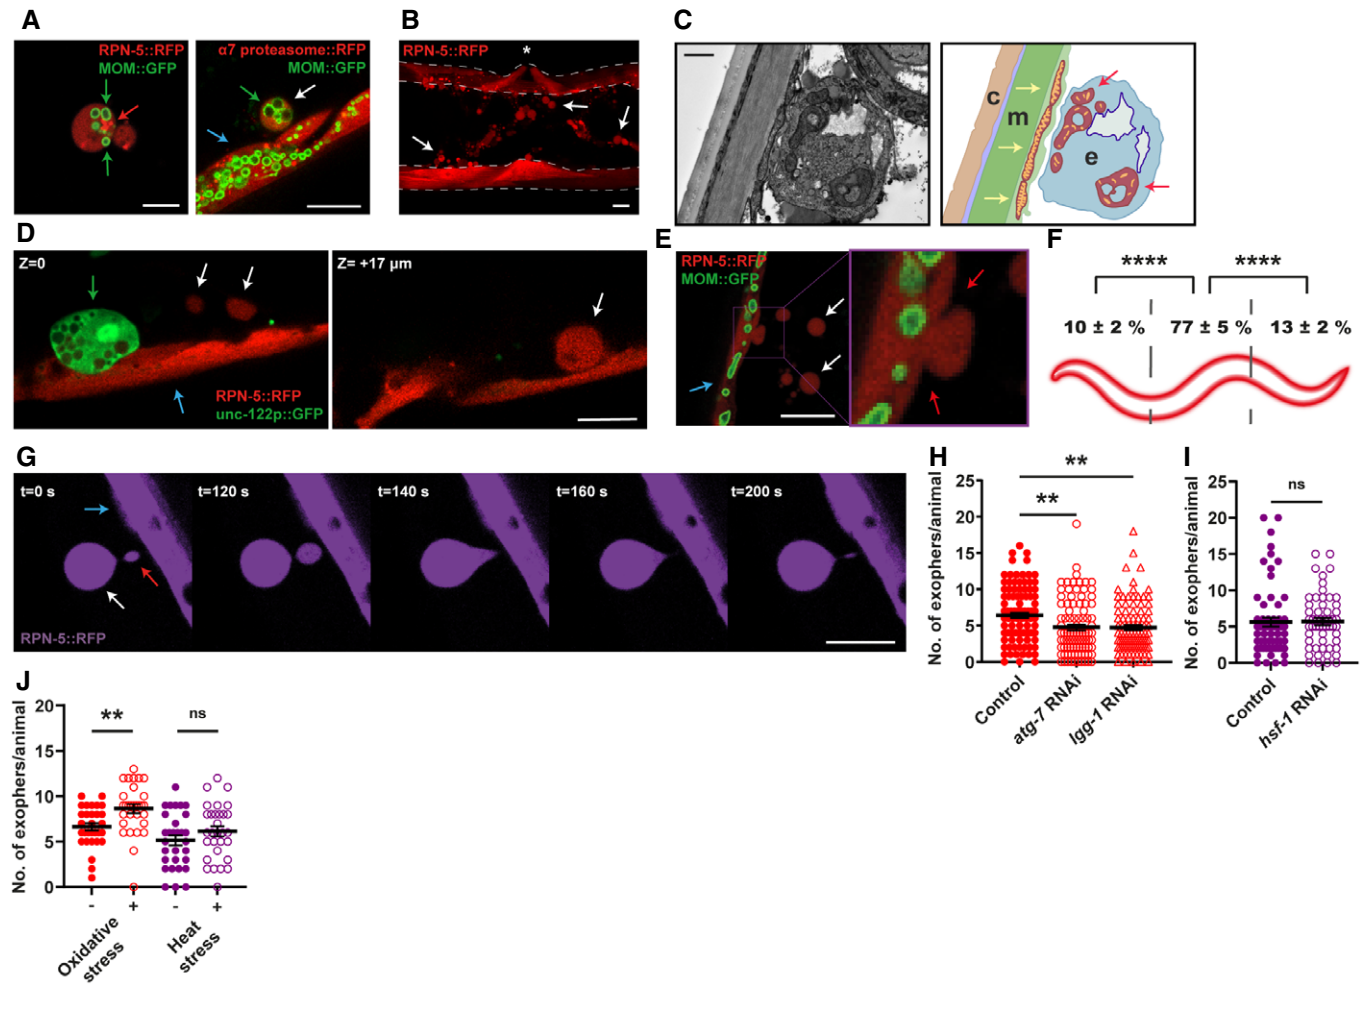 A
RPN-5::RFP
MOM::GFP
α7 proteasome::RFP
MOM::GFP
B
RPN-5::RFP
*
C
c
m
e
D
Z=0
RPN-5::RFP
unc-122p::GFP
Z= +17 µm
E
RPN-5::RFP
MOM::GFP
F
**** ****
10 ± 2 % 77 ± 5 % 13 ± 2 %
G
t=0 s
t=120 s
t=140 s
t=160 s
t=200 s
RPN-5::RFP
H
No. of exophers/animal
25
20
15
10
5
0
**
**
Control
atg-7 RNAi
lgg-1 RNAi
I
No. of exophers/animal
25
20
15
10
5
0
ns
Control
hsf-1 RNAi
J
No. of exophers/animal
20
15
10
5
0
** ns
- + - +
Oxidative
stress
Heat
stress